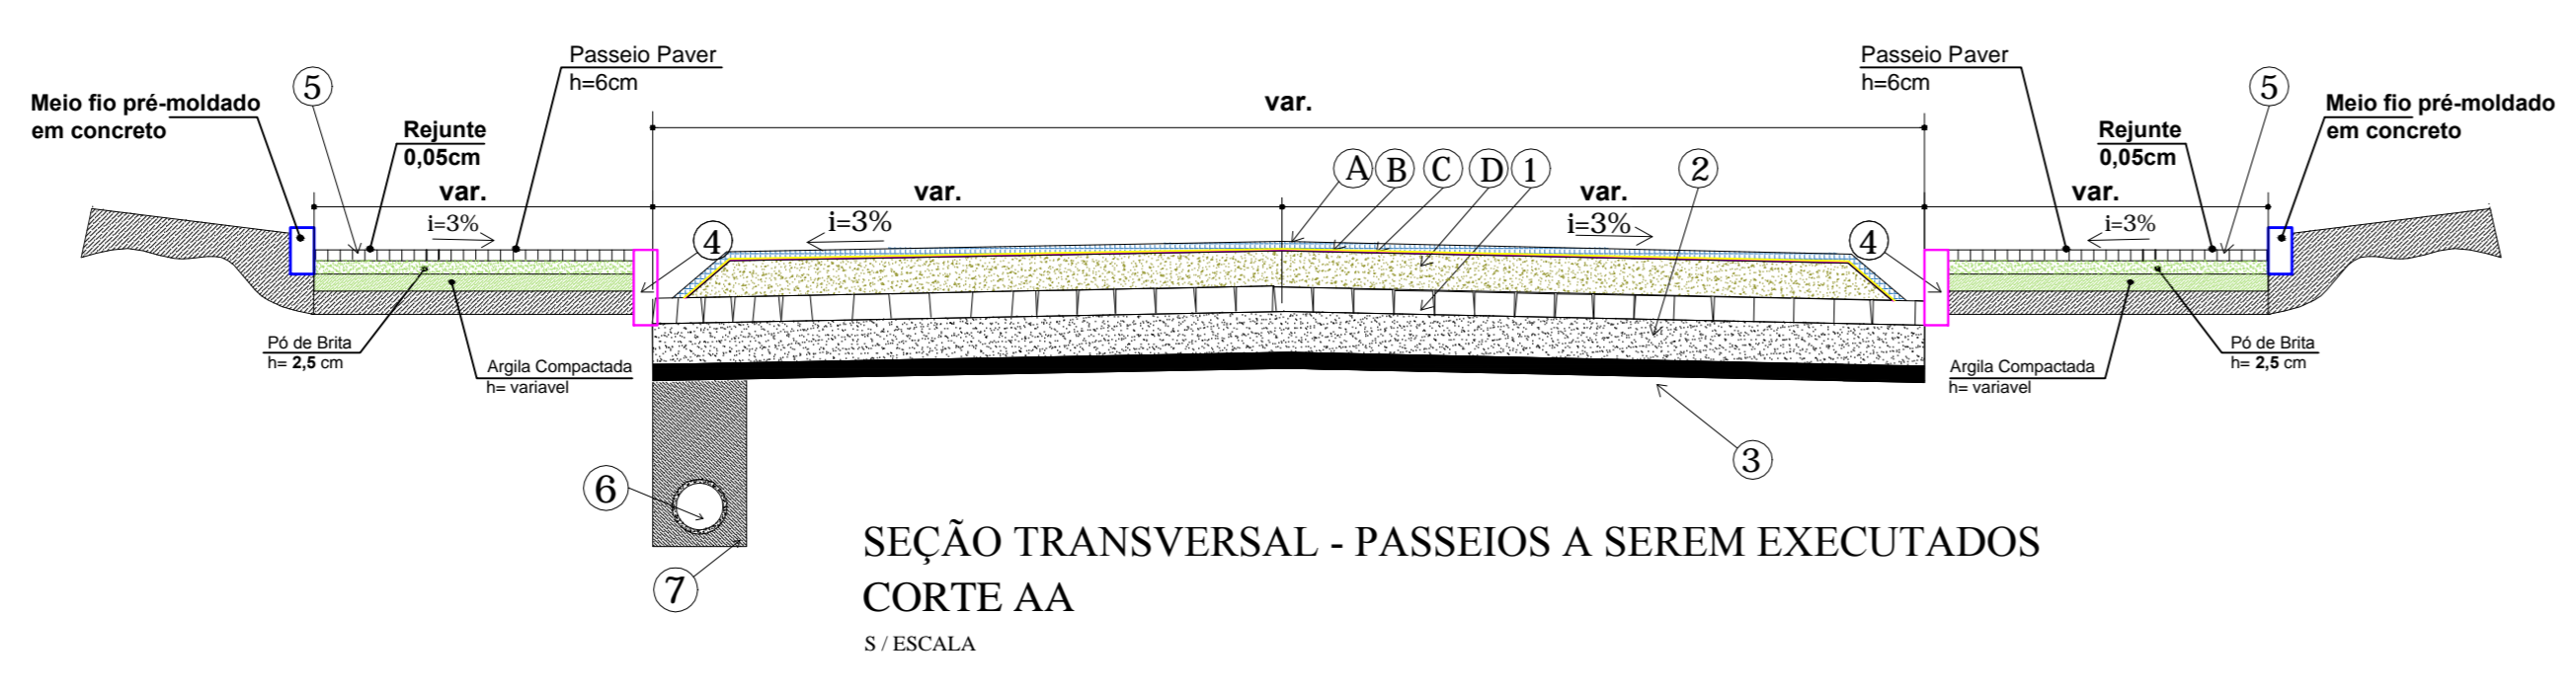 Passeio Paver
h=6cm
Passeio Paver
h=6cm
5
5
Meio fio pré-moldado
em concreto
Meio fio pré-moldado
em concreto
var.
Rejunte
0,05cm
Rejunte
0,05cm
A
B
C
D
1
2
var.
var.
var.
var.
i=3%
i=3%
i=3%
i=3%
4
4
Pó de Brita
h= 2,5 cm
Pó de Brita
h= 2,5 cm
Argila Compactada
h= variavel
Argila Compactada
h= variavel
3
6
7
SEÇÃO TRANSVERSAL - PASSEIOS A SEREM EXECUTADOS
CORTE AA
S / ESCALA